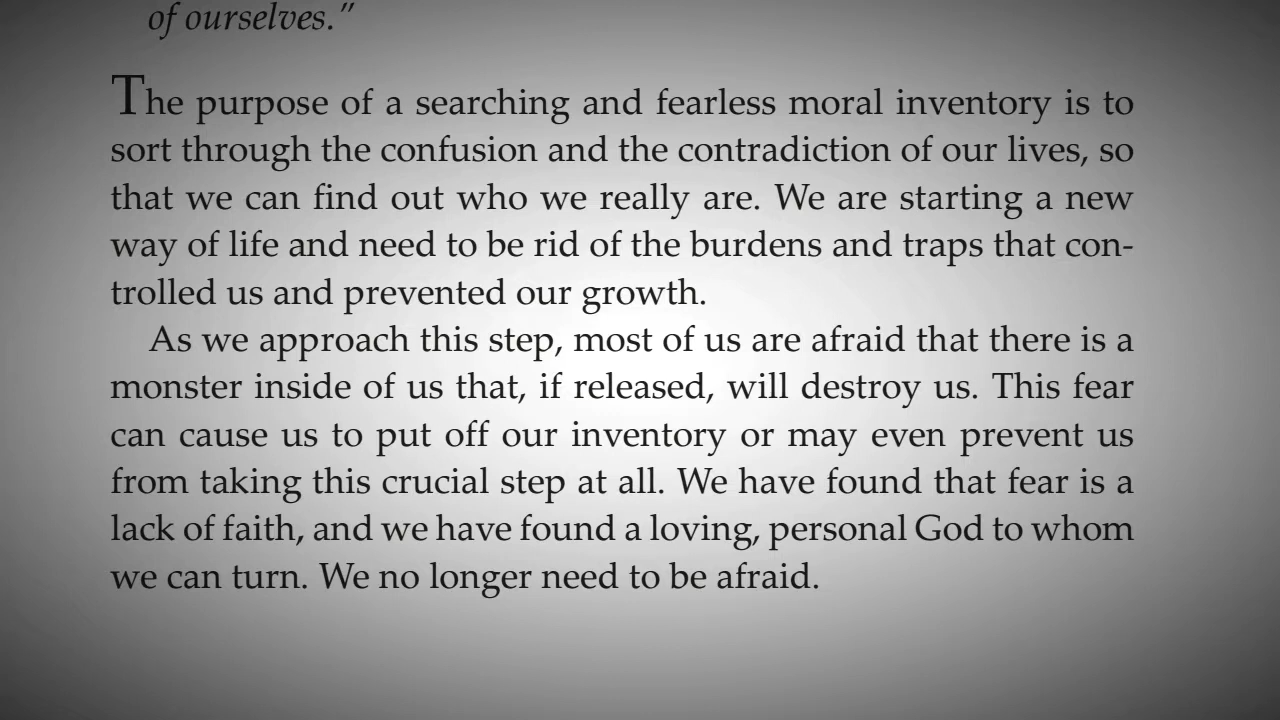 of ourselves.”
The purpose of a searching and fearless moral inventory is to
sort through the confusion and the contradiction of our lives, so
that we can find out who we really are. We are starting a new
way of life and need to be rid of the burdens and traps that con-
trolled us and prevented our growth.
As we approach this step, most of us are afraid that there is a
monster inside of us that, if released, will destroy us. This fear
can cause us to put off our inventory or may even prevent us
from taking this crucial step at all. We have found that fear is a
lack of faith, and we have found a loving, personal God to whom
we can turn. We no longer need to be afraid.